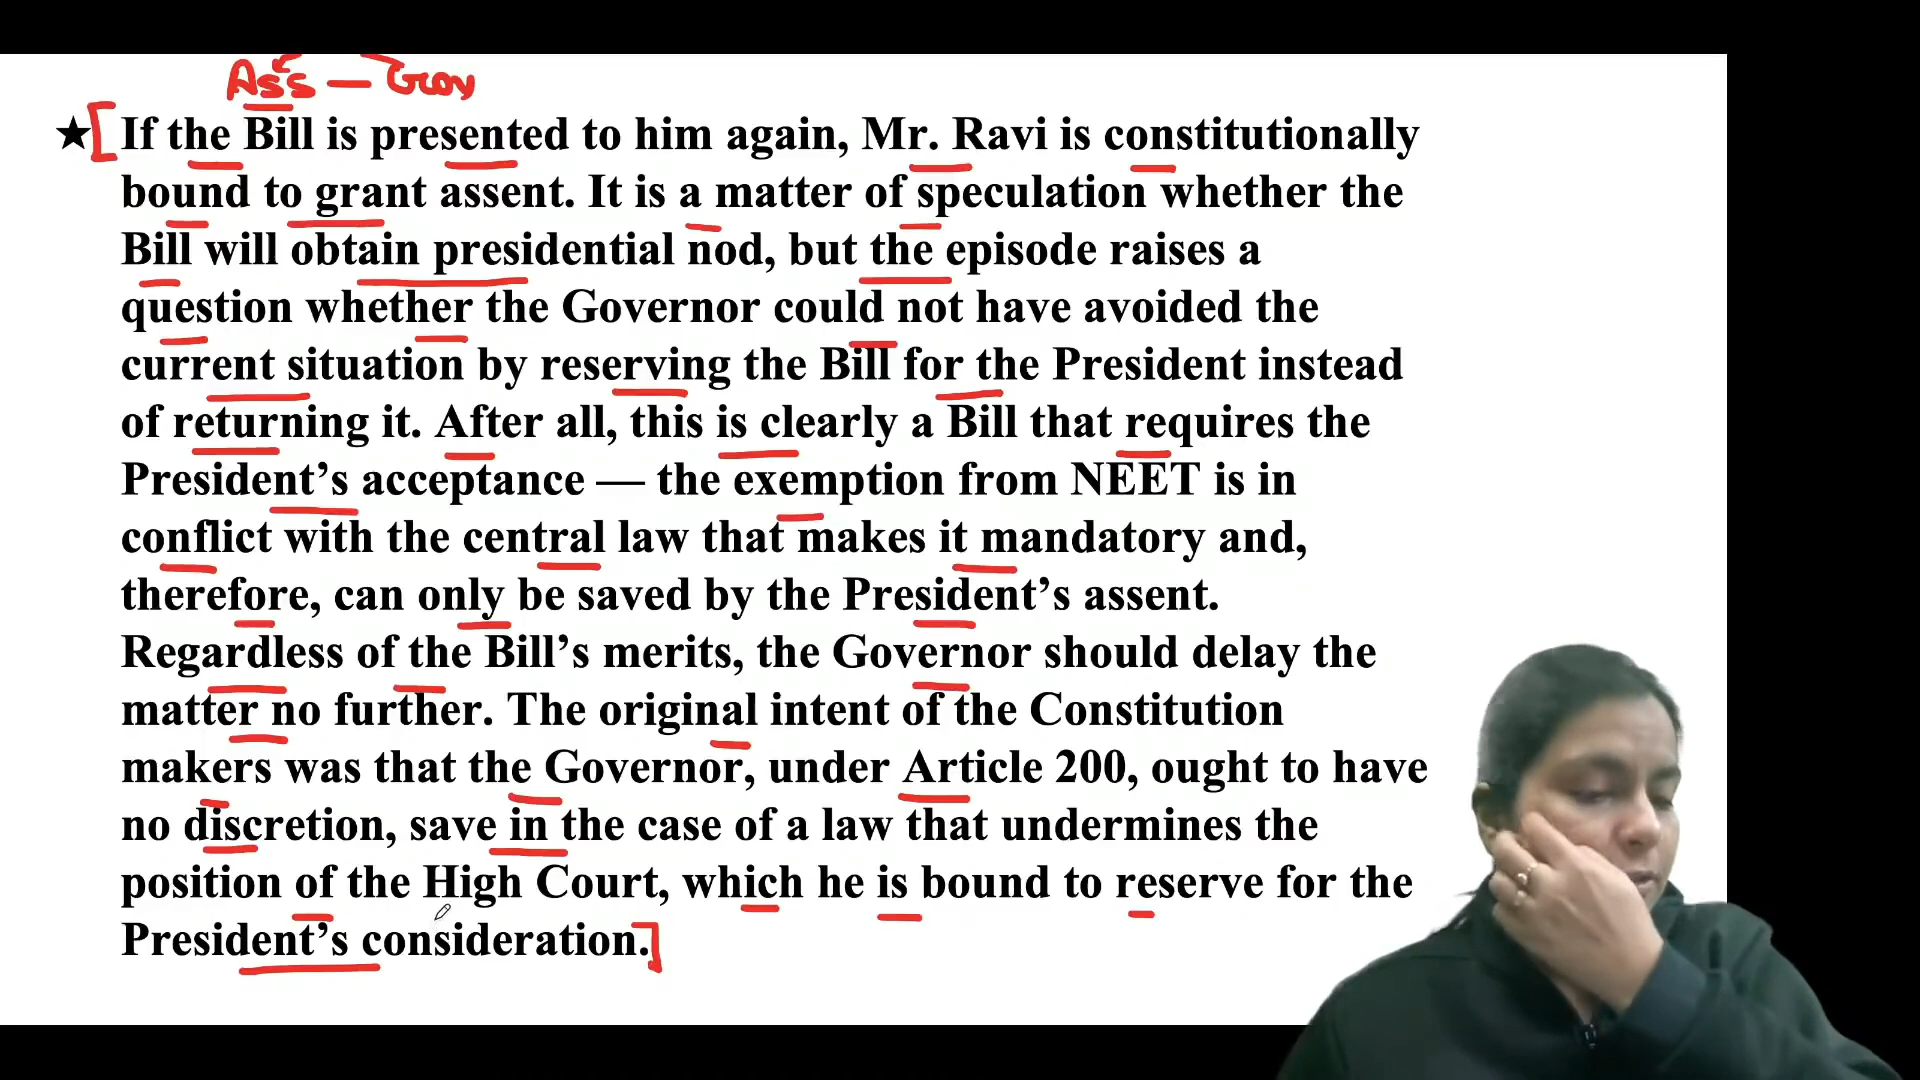 Ass — Gov
★ If the Bill is presented to him again, Mr. Ravi is constitutionally
bound to grant assent. It is a matter of speculation whether the
Bill will obtain presidential nod, but the episode raises a
question whether the Governor could not have avoided the
current situation by reserving the Bill for the President instead
of returning it. After all, this is clearly a Bill that requires the
President’s acceptance — the exemption from NEET is in
conflict with the central law that makes it mandatory and,
therefore, can only be saved by the President’s assent.
Regardless of the Bill’s merits, the Governor should delay the
matter no further. The original intent of the Constitution
makers was that the Governor, under Article 200, ought to have
no discretion, save in the case of a law that undermines the
position of the High Court, which he is bound to reserve for the
President’s consideration.